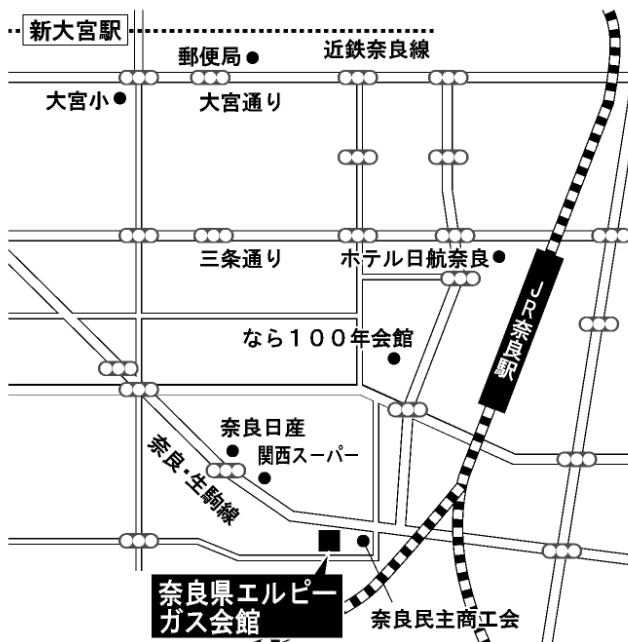 新大宮駅
近鉄奈良線
郵便局
大宮小
大宮通り
三条通り
ホテル日航奈良
JR奈良駅
なら100年会館
奈良日産
関西スーパー
奈良・生駒線
奈良県エルピー
ガス会館
奈良民主商工会